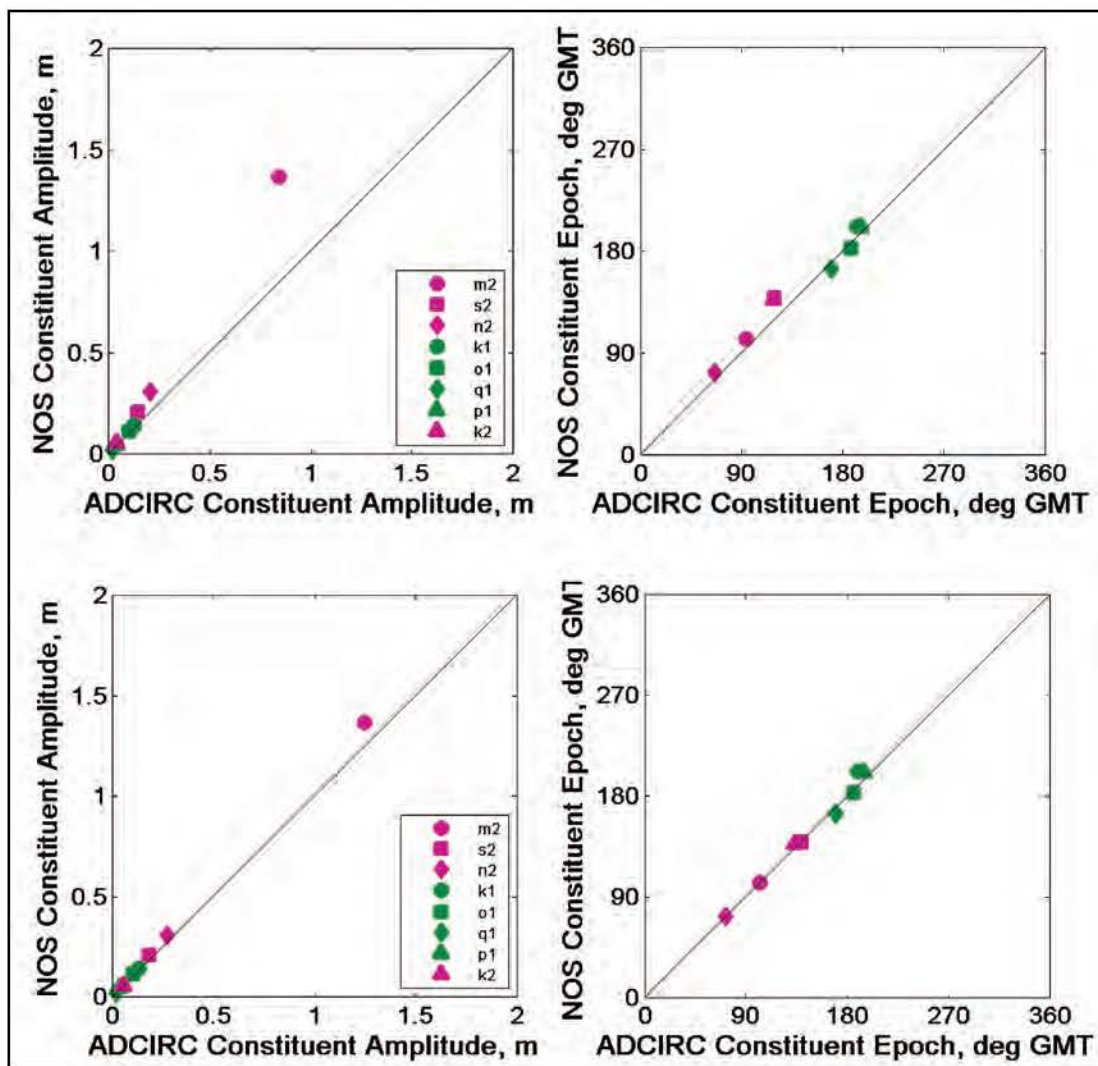 NOS Constituent Amplitude, m
2
1.5
1
0.5
0
0.5
1
1.5
2
ADCIRC Constituent Amplitude, m
m2
s2
n2
k1
o1
q1
p1
k2
NOS Constituent Epoch, deg GMT
360
270
180
90
0
0
90
180
270
360
ADCIRC Constituent Epoch, deg GMT
NOS Constituent Amplitude, m
2
1.5
1
0.5
0
0
0.5
1
1.5
2
ADCIRC Constituent Amplitude, m
m2
s2
n2
k1
o1
q1
p1
k2
NOS Constituent Epoch, deg GMT
360
270
180
90
0
0
90
180
270
360
ADCIRC Constituent Epoch, deg GMT